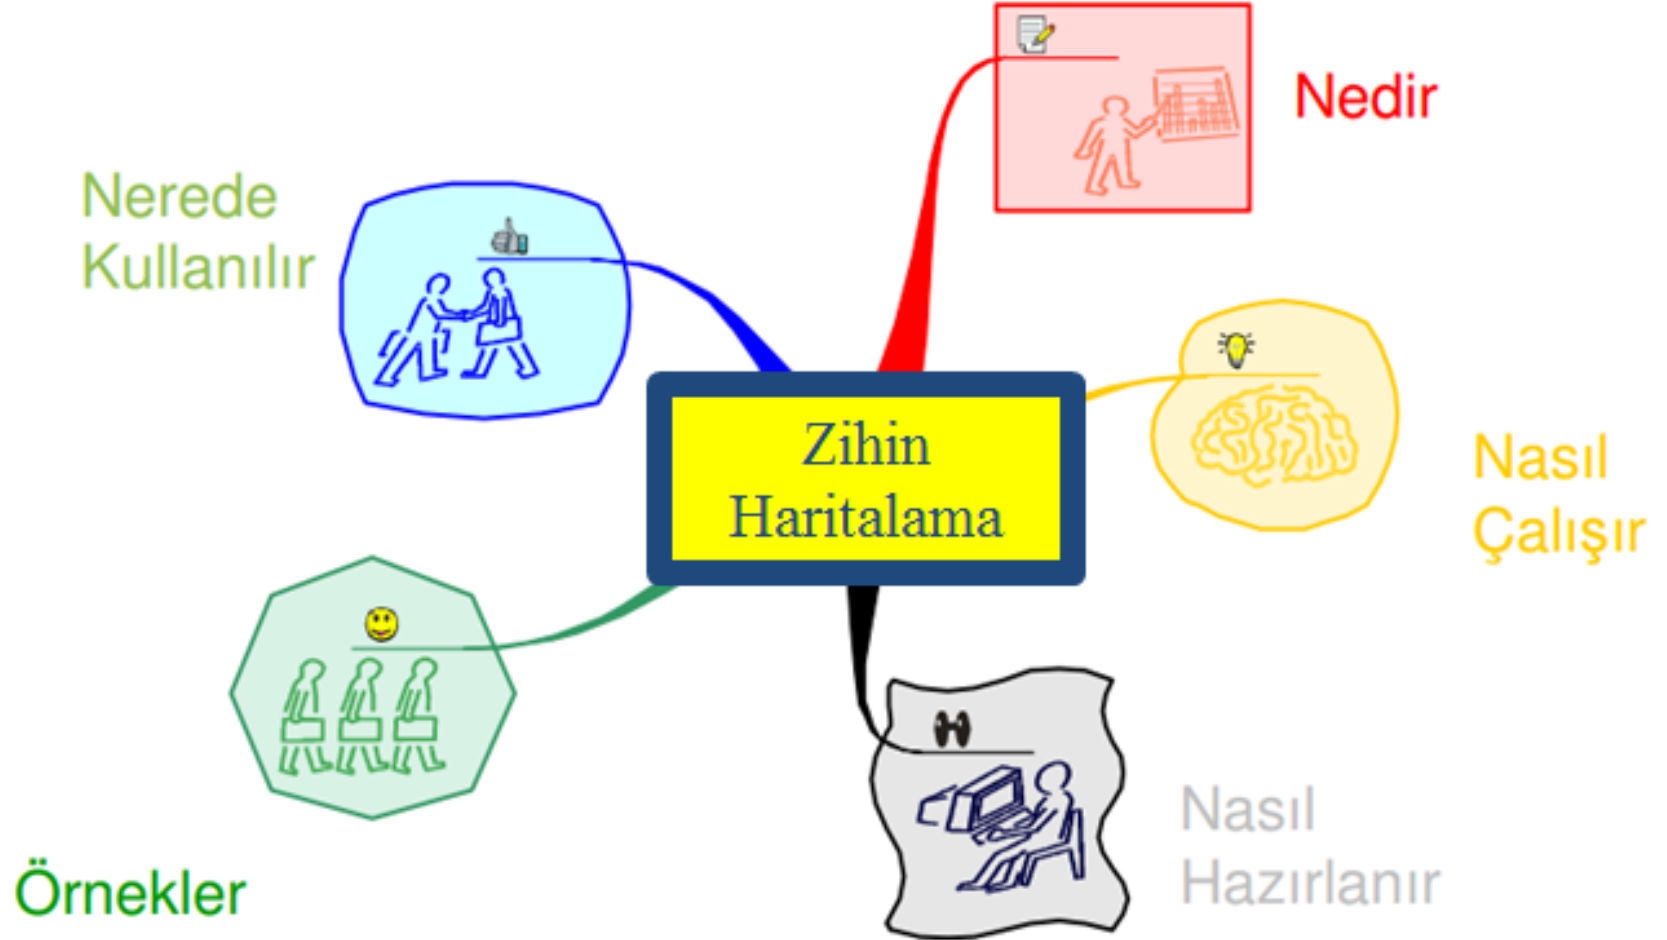 Nedir
Nerede
Kullanılır
Zihin
Haritalama
Nasıl
Çalışır
Nasıl
Hazırlanır
Örnekler